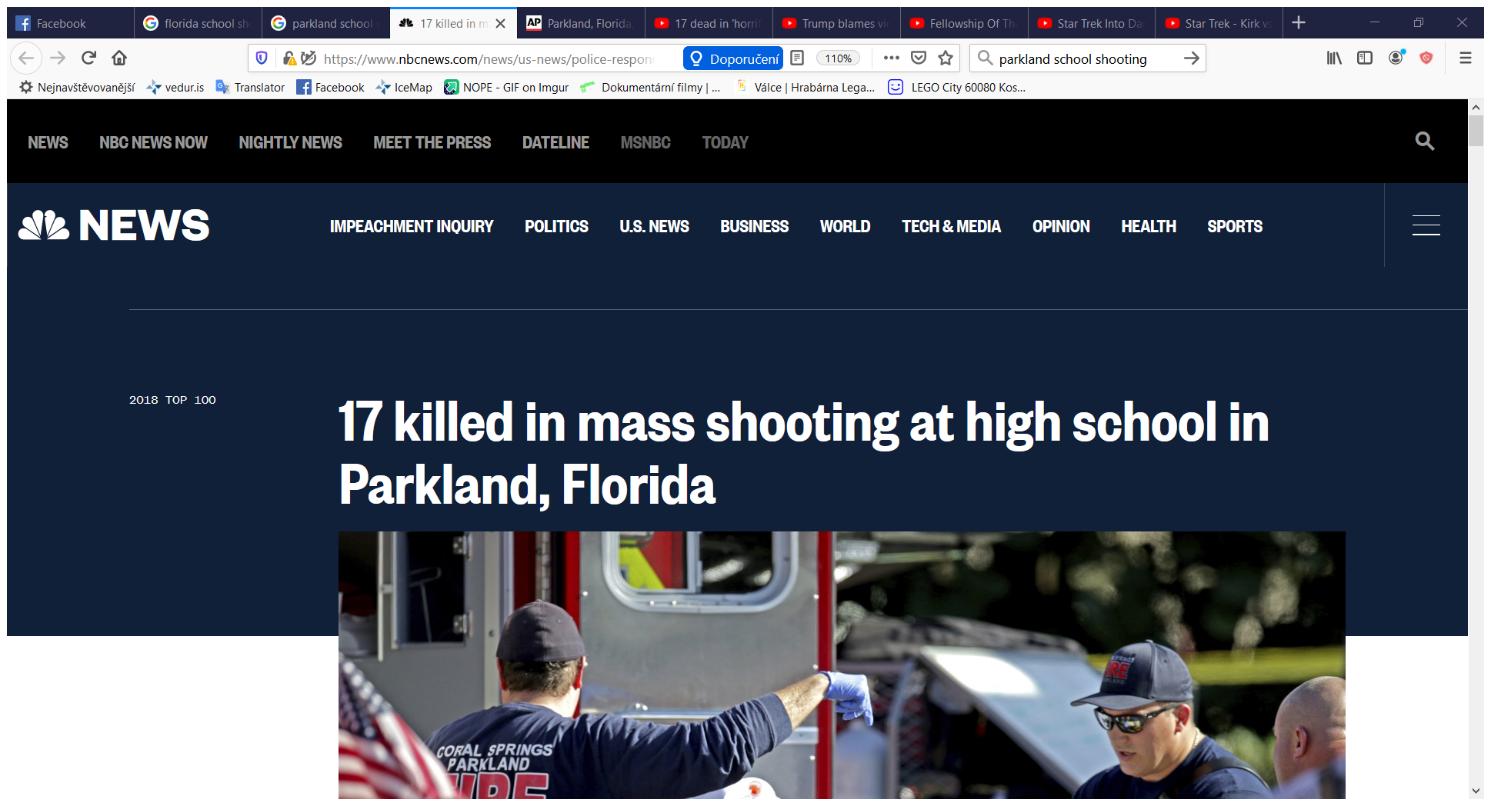 Facebook
florida school sh
parkland school
17 killed in m
Parkland, Florida,
17 dead in 'horrif
Trump blames vi
Fellowship Of Th
Star Trek Into Da
Star Trek - Kirk vs
https://www.nbcnews.com/news/us-news/police-respon
Doporučení
110%
parkland school shooting
Nejnavštěvovanější
vedur.is
Translator
Facebook
IceMap
NOPE - GIF on Imgur
Dokumentární filmy | ...
Válce | Hrabárna Lega...
LEGO City 60080 Kos...
NEWS NBC NEWS NOW NIGHTLY NEWS MEET THE PRESS DATELINE MSNBC TODAY
NEWS
IMPEACHMENT INQUIRY POLITICS U.S. NEWS BUSINESS WORLD TECH & MEDIA OPINION HEALTH SPORTS
2018 TOP 100
17 killed in mass shooting at high school in
Parkland, Florida
CORAL SPRINGS
PARKLAND
FIRE